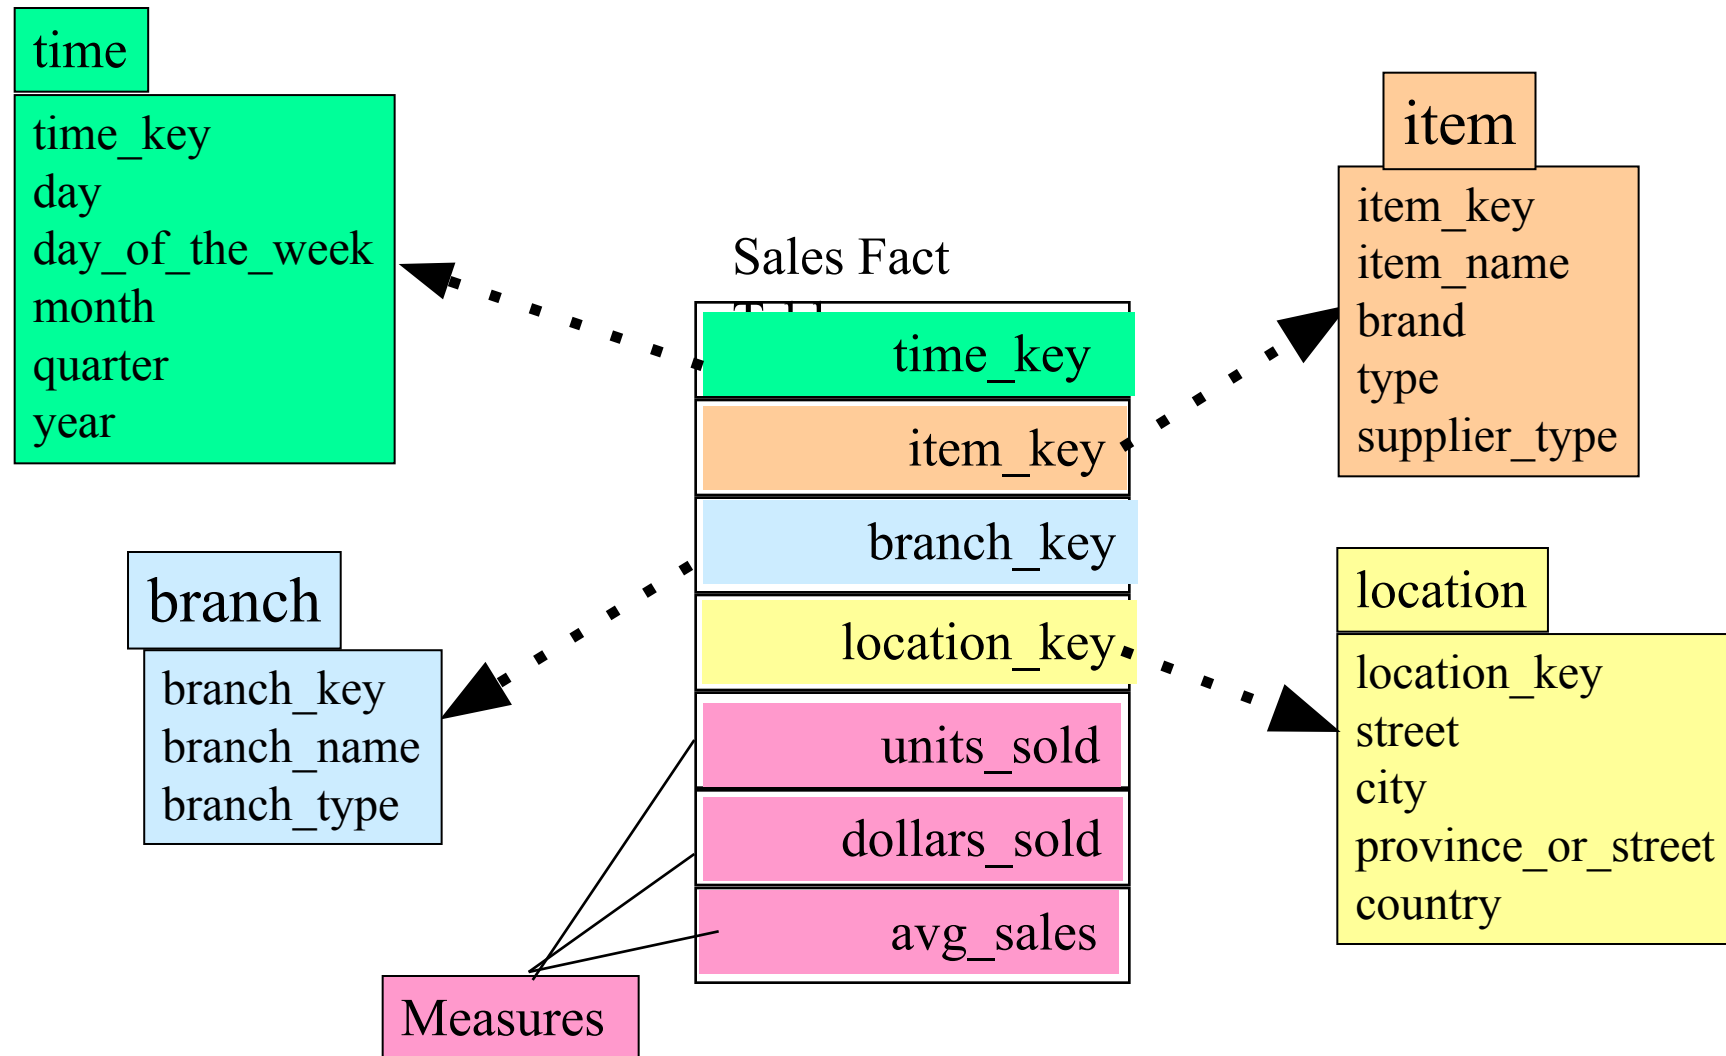 time
time_key
day
day_of_the_week
month
quarter
year
item
item_key
item_name
brand
type
supplier_type
Sales Fact
time_key
item_key
branch_key
location_key
units_sold
dollars_sold
avg_sales
branch
branch_key
branch_name
branch_type
location
location_key
street
city
province_or_street
country
Measures